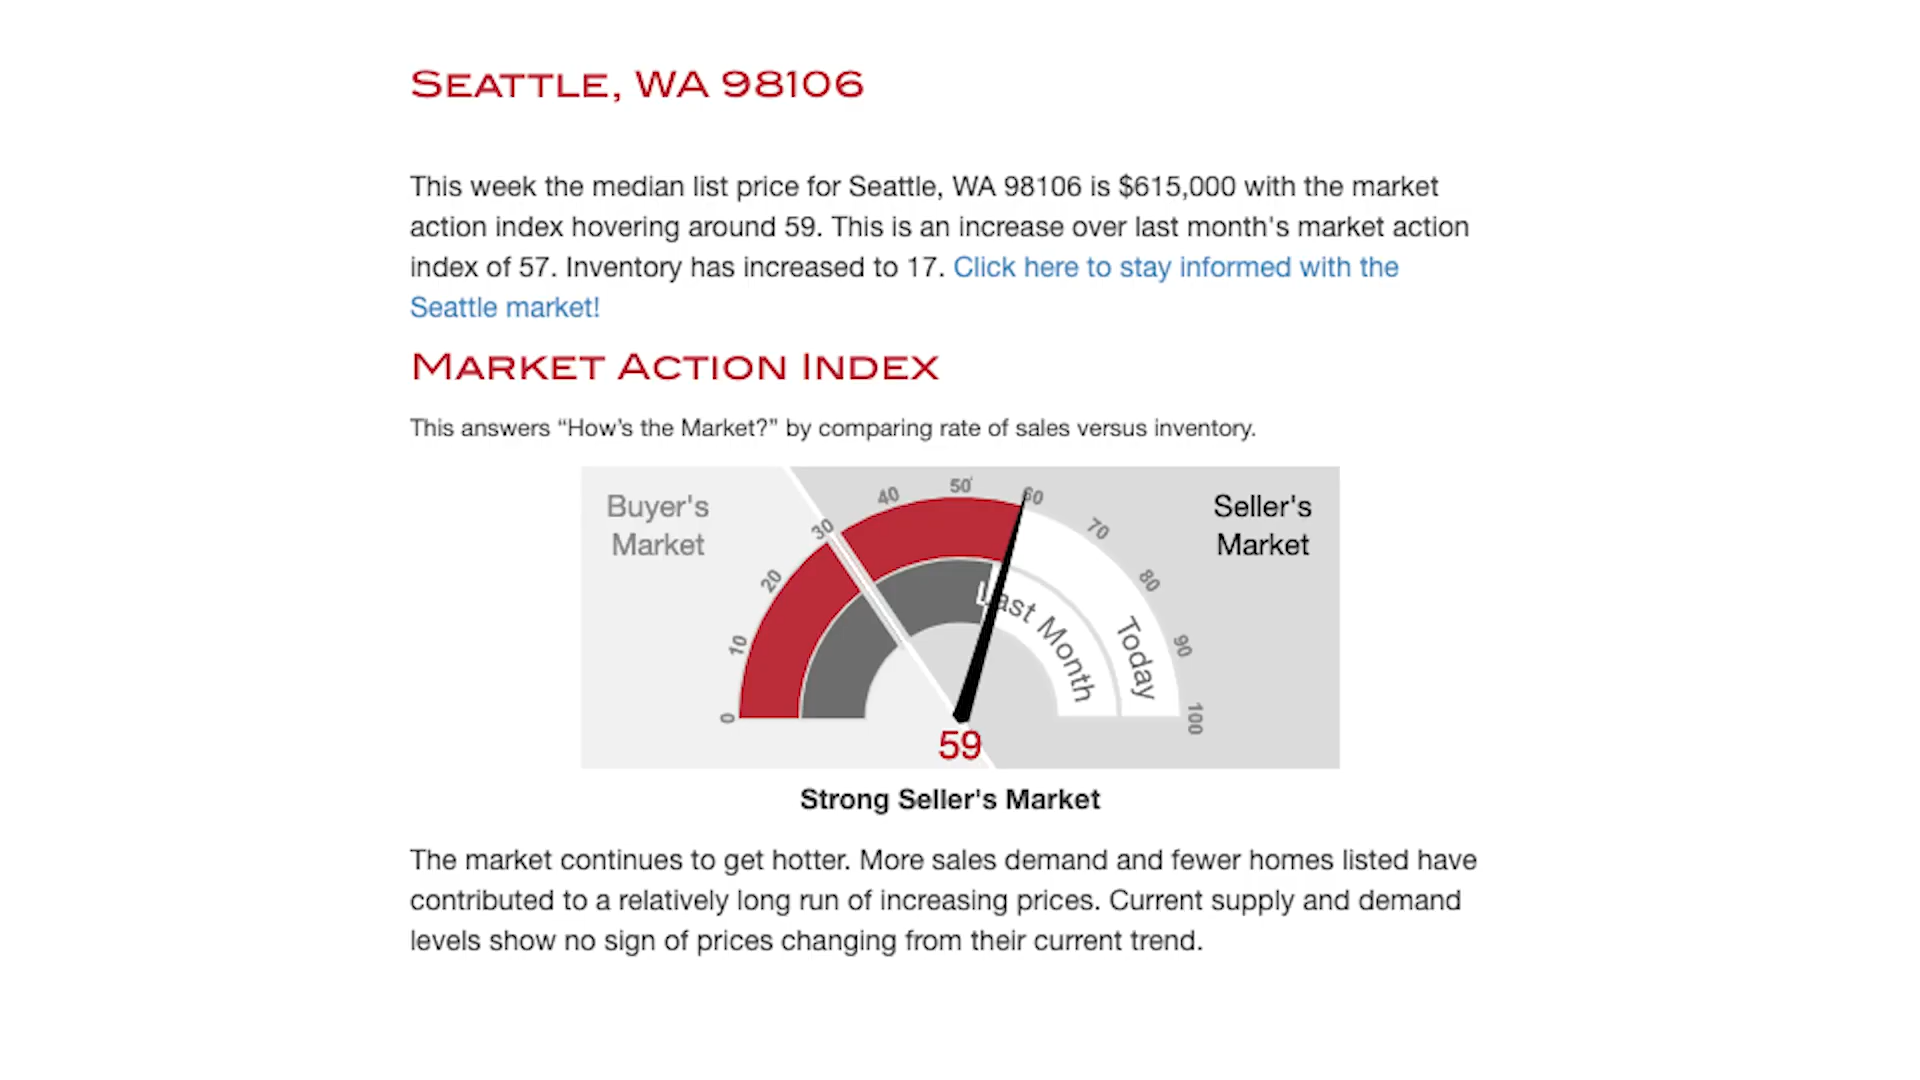 SEATTLE, WA 98106
This week the median list price for Seattle, WA 98106 is $615,000 with the market
action index hovering around 59. This is an increase over last month's market action
index of 57. Inventory has increased to 17. Click here to stay informed with the
Seattle market!
MARKET ACTION INDEX
This answers “How’s the Market?” by comparing rate of sales versus inventory.
Buyer's
Market
Seller's
Market
0
10
20
30
40
50
60
70
80
90
100
Last Month
Today
59
Strong Seller's Market
The market continues to get hotter. More sales demand and fewer homes listed have
contributed to a relatively long run of increasing prices. Current supply and demand
levels show no sign of prices changing from their current trend.